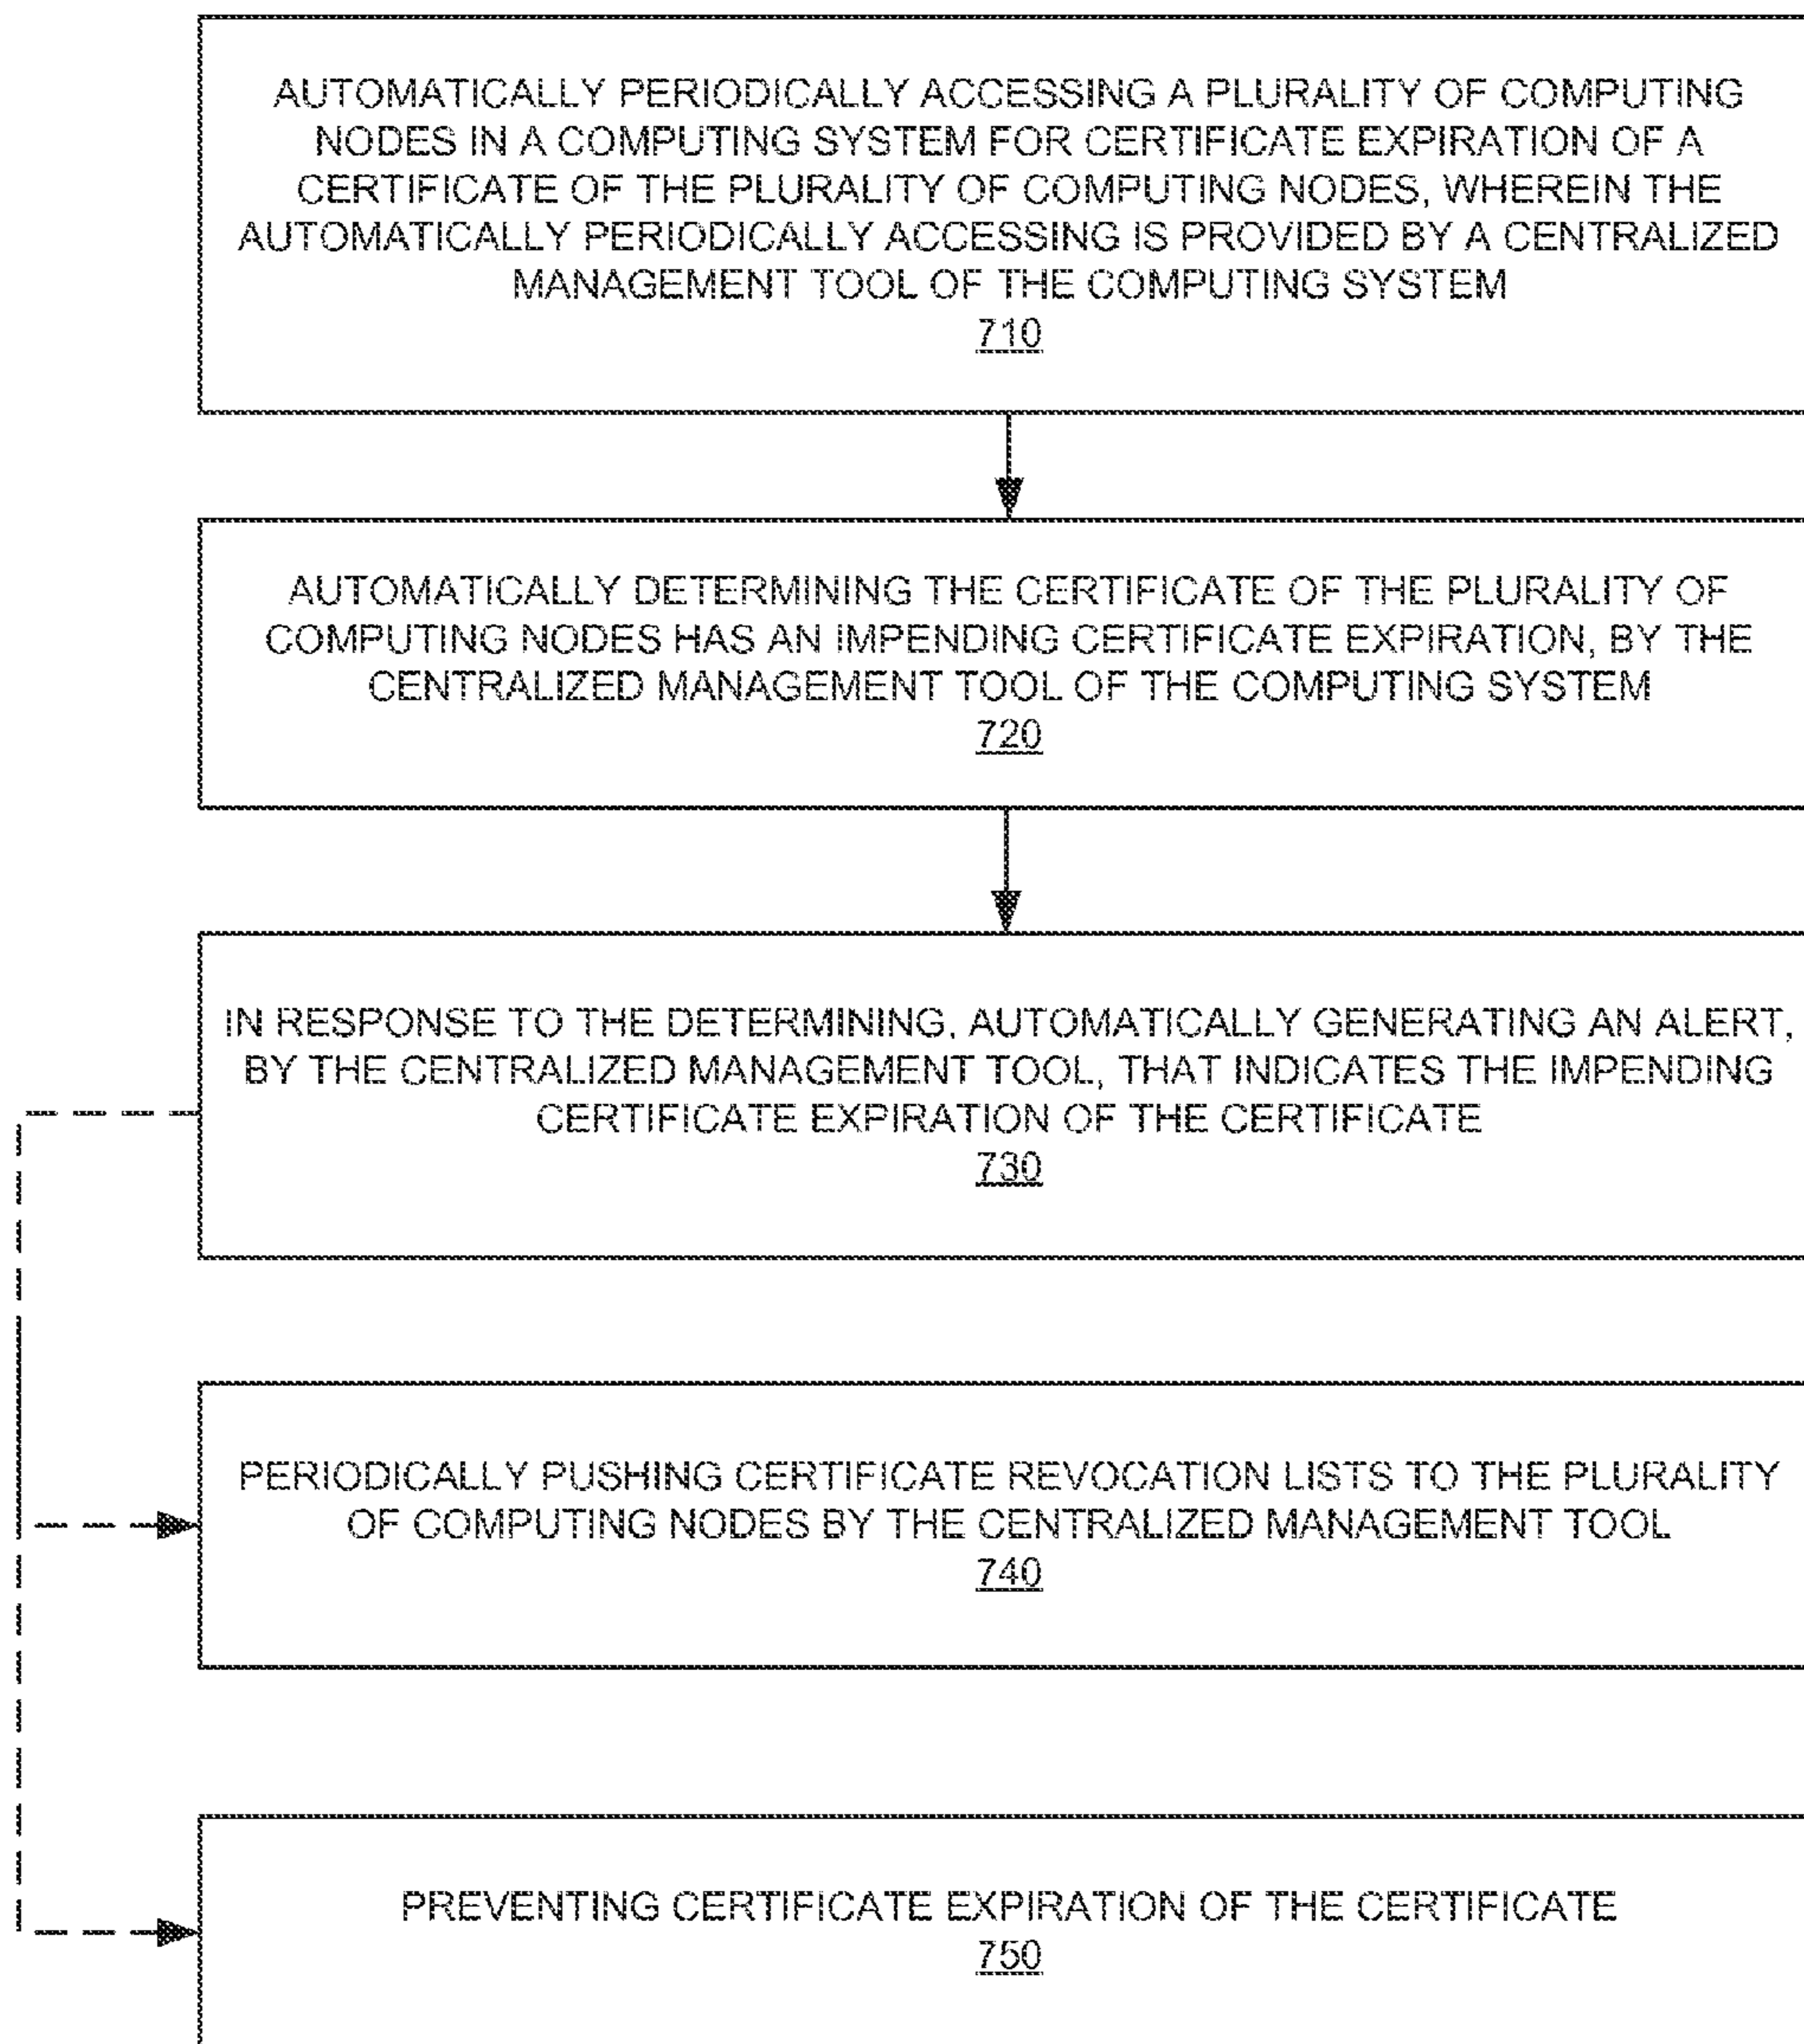 AUTOMATICALLY PERIODICALLY ACCESSING A PLURALITY OF COMPUTING
NODES IN A COMPUTING SYSTEM FOR CERTIFICATE EXPIRATION OF A
CERTIFICATE OF THE PLURALITY OF COMPUTING NODES, WHEREIN THE
AUTOMATICALLY PERIODICALLY ACCESSING IS PROVIDED BY A CENTRALIZED
MANAGEMENT TOOL OF THE COMPUTING SYSTEM
710
AUTOMATICALLY DETERMINING THE CERTIFICATE OF THE PLURALITY OF
COMPUTING NODES HAS AN IMPENDING CERTIFICATE EXPIRATION, BY THE
CENTRALIZED MANAGEMENT TOOL OF THE COMPUTING SYSTEM
720
IN RESPONSE TO THE DETERMINING, AUTOMATICALLY GENERATING AN ALERT,
BY THE CENTRALIZED MANAGEMENT TOOL, THAT INDICATES THE IMPENDING
CERTIFICATE EXPIRATION OF THE CERTIFICATE
730
PERIODICALLY PUSHING CERTIFICATE REVOCATION LISTS TO THE PLURALITY
OF COMPUTING NODES BY THE CENTRALIZED MANAGEMENT TOOL
740
PREVENTING CERTIFICATE EXPIRATION OF THE CERTIFICATE
750